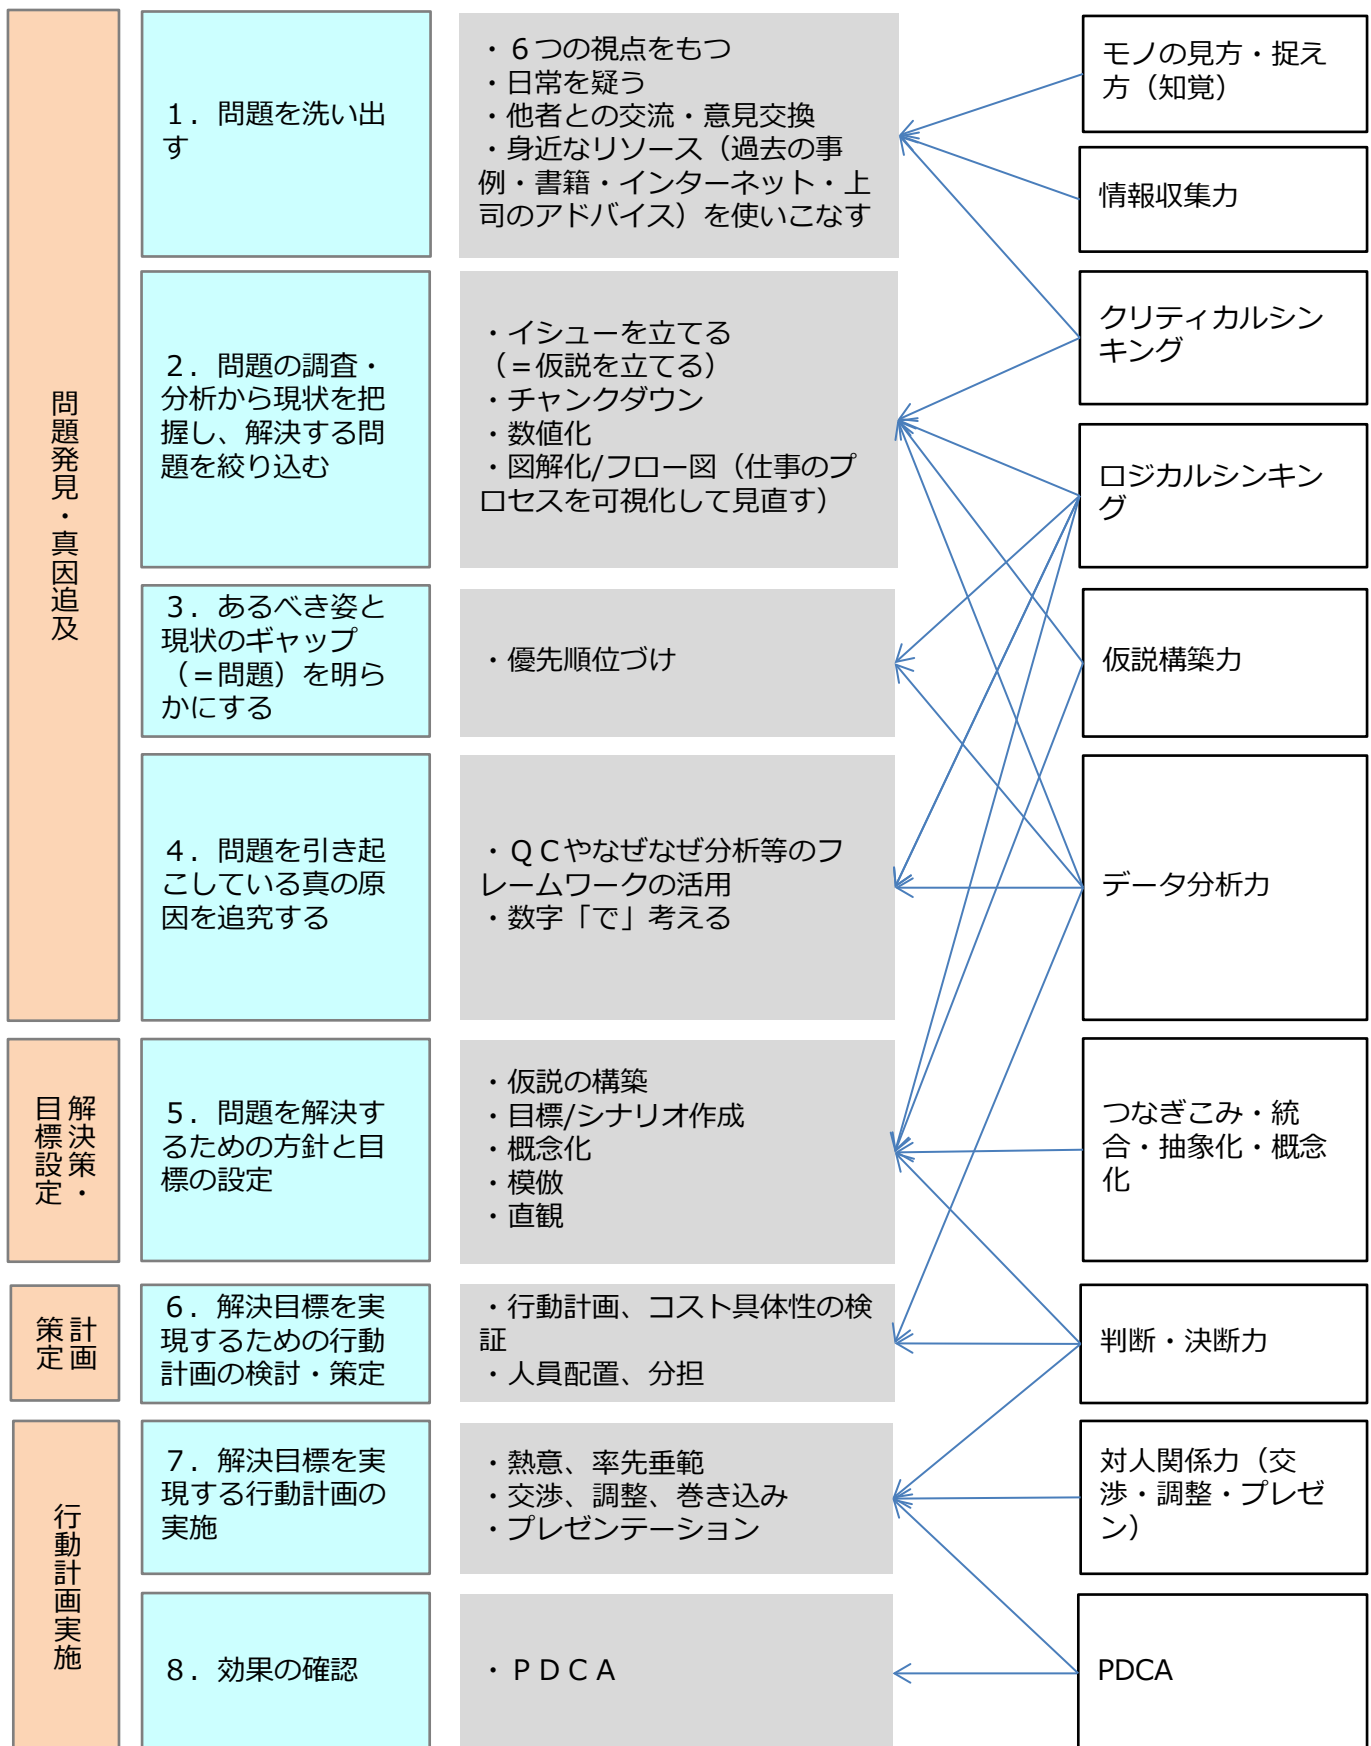 問題発見・真因追及
１．問題を洗い出
す
・６つの視点をもつ
・日常を疑う
・他者との交流・意見交換
・身近なリソース（過去の事
例・書籍・インターネット・上
司のアドバイス）を使いこなす
モノの見方・捉え
方（知覚）
情報収集力
２．問題の調査・
分析から現状を把
握し、解決する問
題を絞り込む
・イシューを立てる
（＝仮説を立てる）
・チャンクダウン
・数値化
・図解化/フロー図（仕事のプ
ロセスを可視化して見直す）
クリティカルシン
キング
ロジカルシンキン
グ
３．あるべき姿と
現状のギャップ
（＝問題）を明ら
かにする
・優先順位づけ
仮説構築力
４．問題を引き起
こしている真の原
因を追究する
・ＱＣやなぜなぜ分析等のフ
レームワークの活用
・数字「で」考える
データ分析力
解決策・
目標設定
５．問題を解決す
るための方針と目
標の設定
・仮説の構築
・目標/シナリオ作成
・概念化
・模倣
・直観
つなぎこみ・統
合・抽象化・概念
化
計画
策定
６．解決目標を実
現するための行動
計画の検討・策定
・行動計画、コスト具体性の検
証
・人員配置、分担
判断・決断力
行動計画実施
７．解決目標を実
現する行動計画の
実施
・熱意、率先垂範
・交渉、調整、巻き込み
・プレゼンテーション
対人関係力（交
渉・調整・プレゼ
ン）
８．効果の確認
・ＰＤＣＡ
PDCA